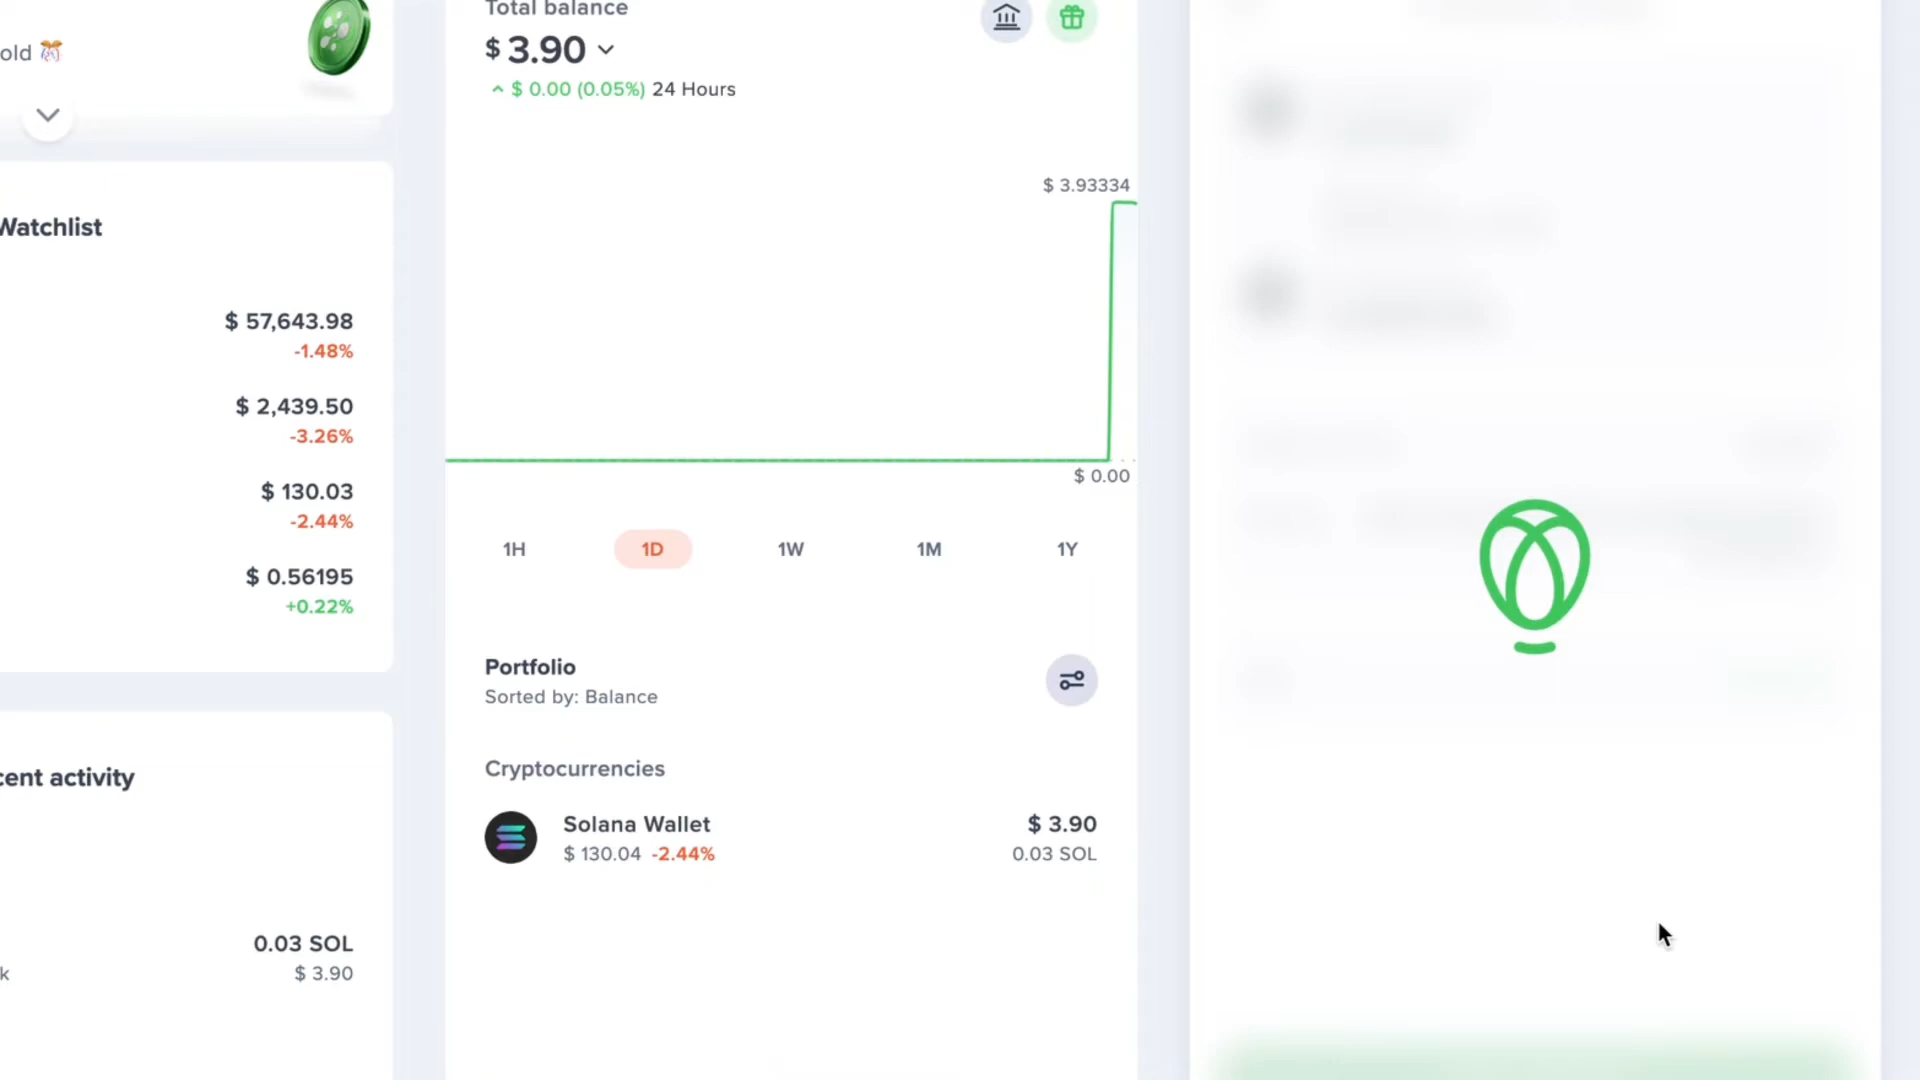 old
Watchlist
$ 57,643.98
-1.48%
$ 2,439.50
-3.26%
$ 130.03
-2.44%
$ 0.56195
+0.22%
cent activity
0.03 SOL
k
$ 3.90
Total balance
$ 3.90
$ 0.00 (0.05%) 24 Hours
$ 3.93334
$ 0.00
1H 1D 1W 1M 1Y
Portfolio
Sorted by: Balance
Cryptocurrencies
Solana Wallet
$ 3.90
$ 130.04 -2.44%
0.03 SOL